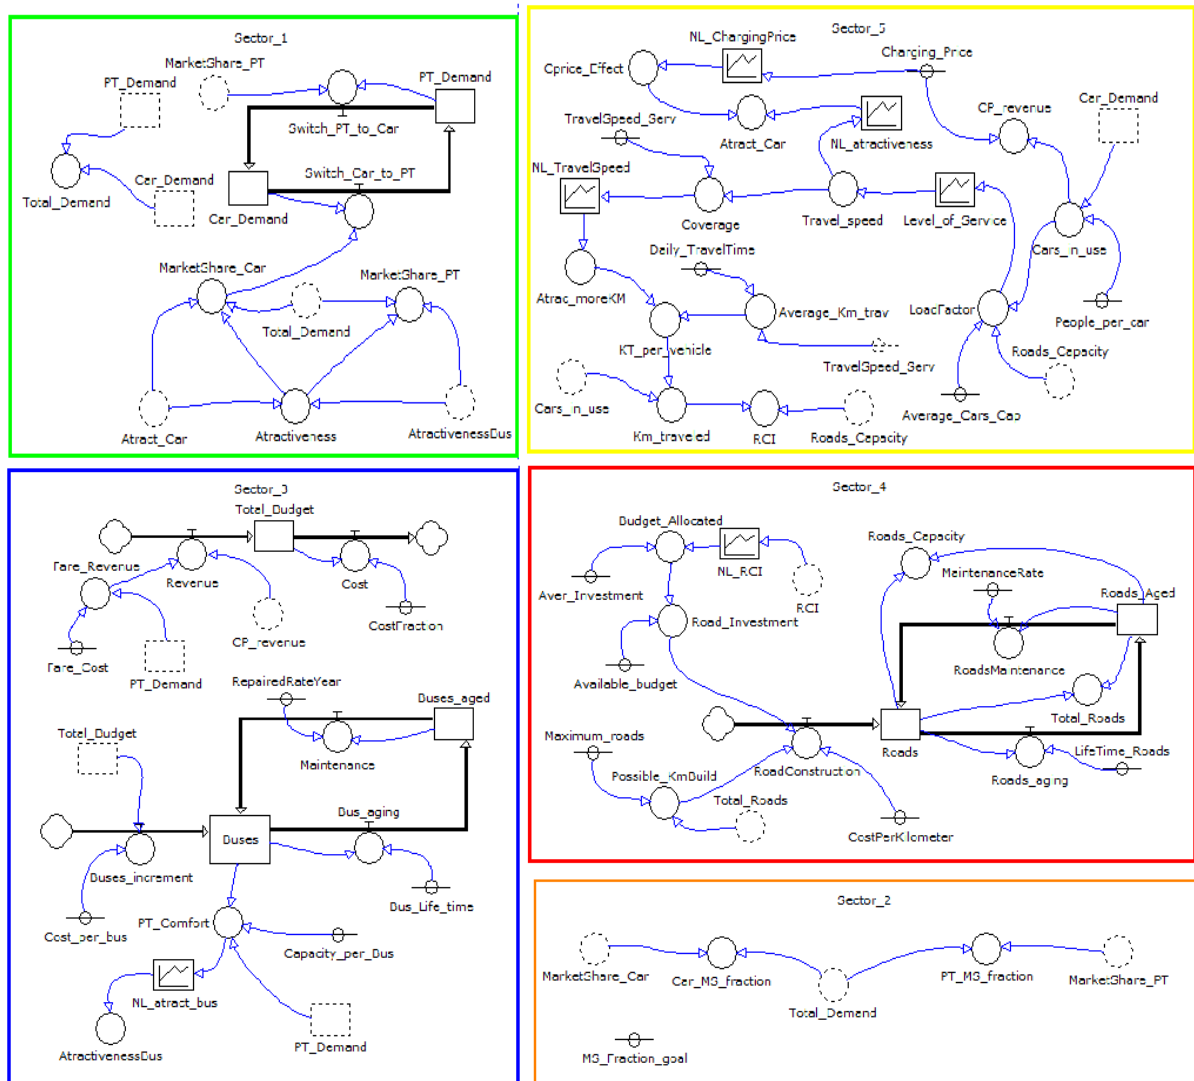 Sector_1
MarketShare_PT
PT_Demand
PT_Demand
Switch_PT_to_Car
Car_Demand
Switch_Car_to_PT
Total_Demand
Car_Demand
MarketShare_Car
MarketShare_PT
Total_Demand
Atract_Car
Atractiveness
AtractivenessBus
Sector_5
NL_ChargingPrice
Charging_Price
Cprice_Effect
CP_revenue
Car_Demand
TravelSpeed_Serv
Atract_Car
NL_atractiveness
NL_TravelSpeed
Coverage
Travel_speed
Level_of_Service
Cars_in_use
Daily_TravelTime
Atrac_moreKM
Average_Km_trav
LoadFactor
People_per_car
KT_per_vehicle
TravelSpeed_Serv
Roads_Capacity
Cars_in_use
Average_Cars_Cap
Km_traveled
RCI
Roads_Capacity
Sector_3
Total_Budget
Fare_Revenue
Revenue
Cost
CP_revenue
CostFraction
Fare_Cost
PT_Demand
RepairedRateYear
Buses_aged
Total_Budget
Maintenance
Bus_aging
Buses
Buses_increment
Bus_Life_time
Cost_per_bus
PT_Comfort
Capacity_per_Bus
NL_atract_bus
AtractivenessBus
PT_Demand
Sector_4
Budget_Allocated
Roads_Capacity
NL_RCI
MaintenanceRate
Aver_Investment
RCI
Roads_Aged
Road_Investment
RoadsMaintenance
Available_budget
Total_Roads
Maximum_roads
Roads
LifeTime_Roads
Possible_KmBuild
RoadConstruction
Roads_aging
Total_Roads
CostPerKilometer
Sector_2
MarketShare_Car
Car_MS_fraction
PT_MS_fraction
MarketShare_PT
Total_Demand
MS_Fraction_goal